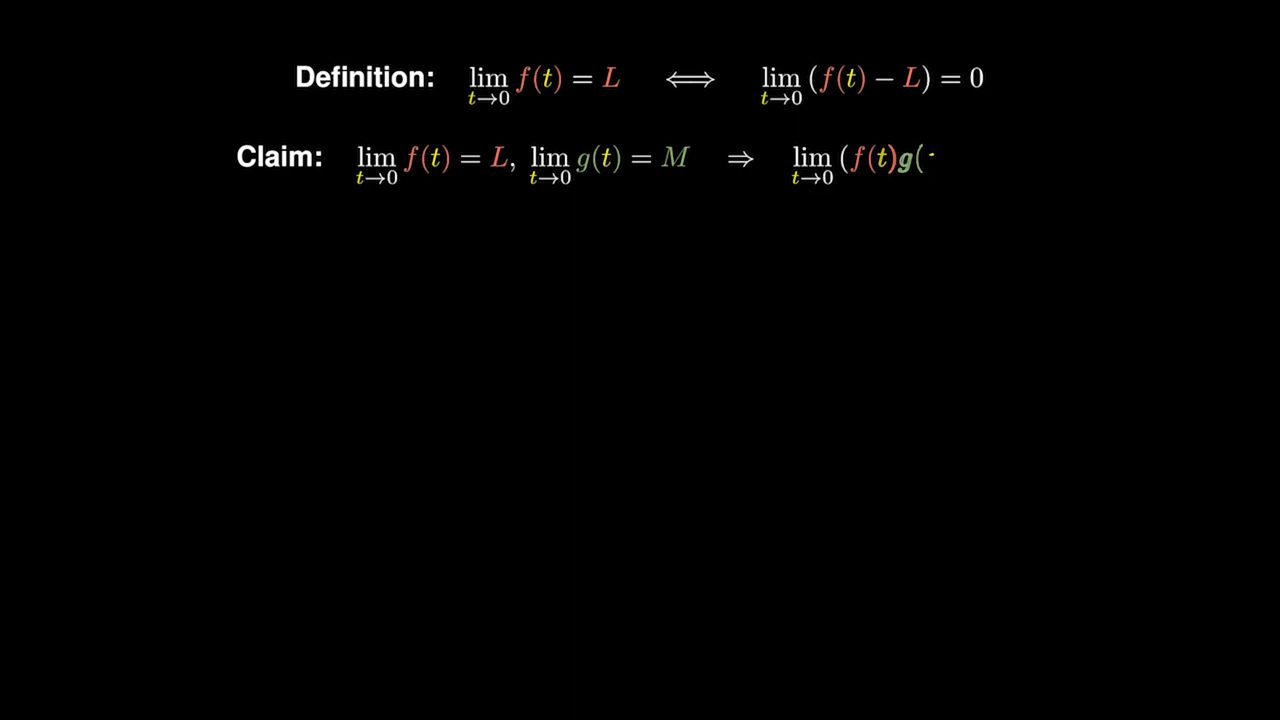 Definition: lim_{t→0} f(t) = L ⟺ lim_{t→0} (f(t) − L) = 0
Claim: lim_{t→0} f(t) = L, lim_{t→0} g(t) = M ⇒ lim_{t→0} (f(t)g(